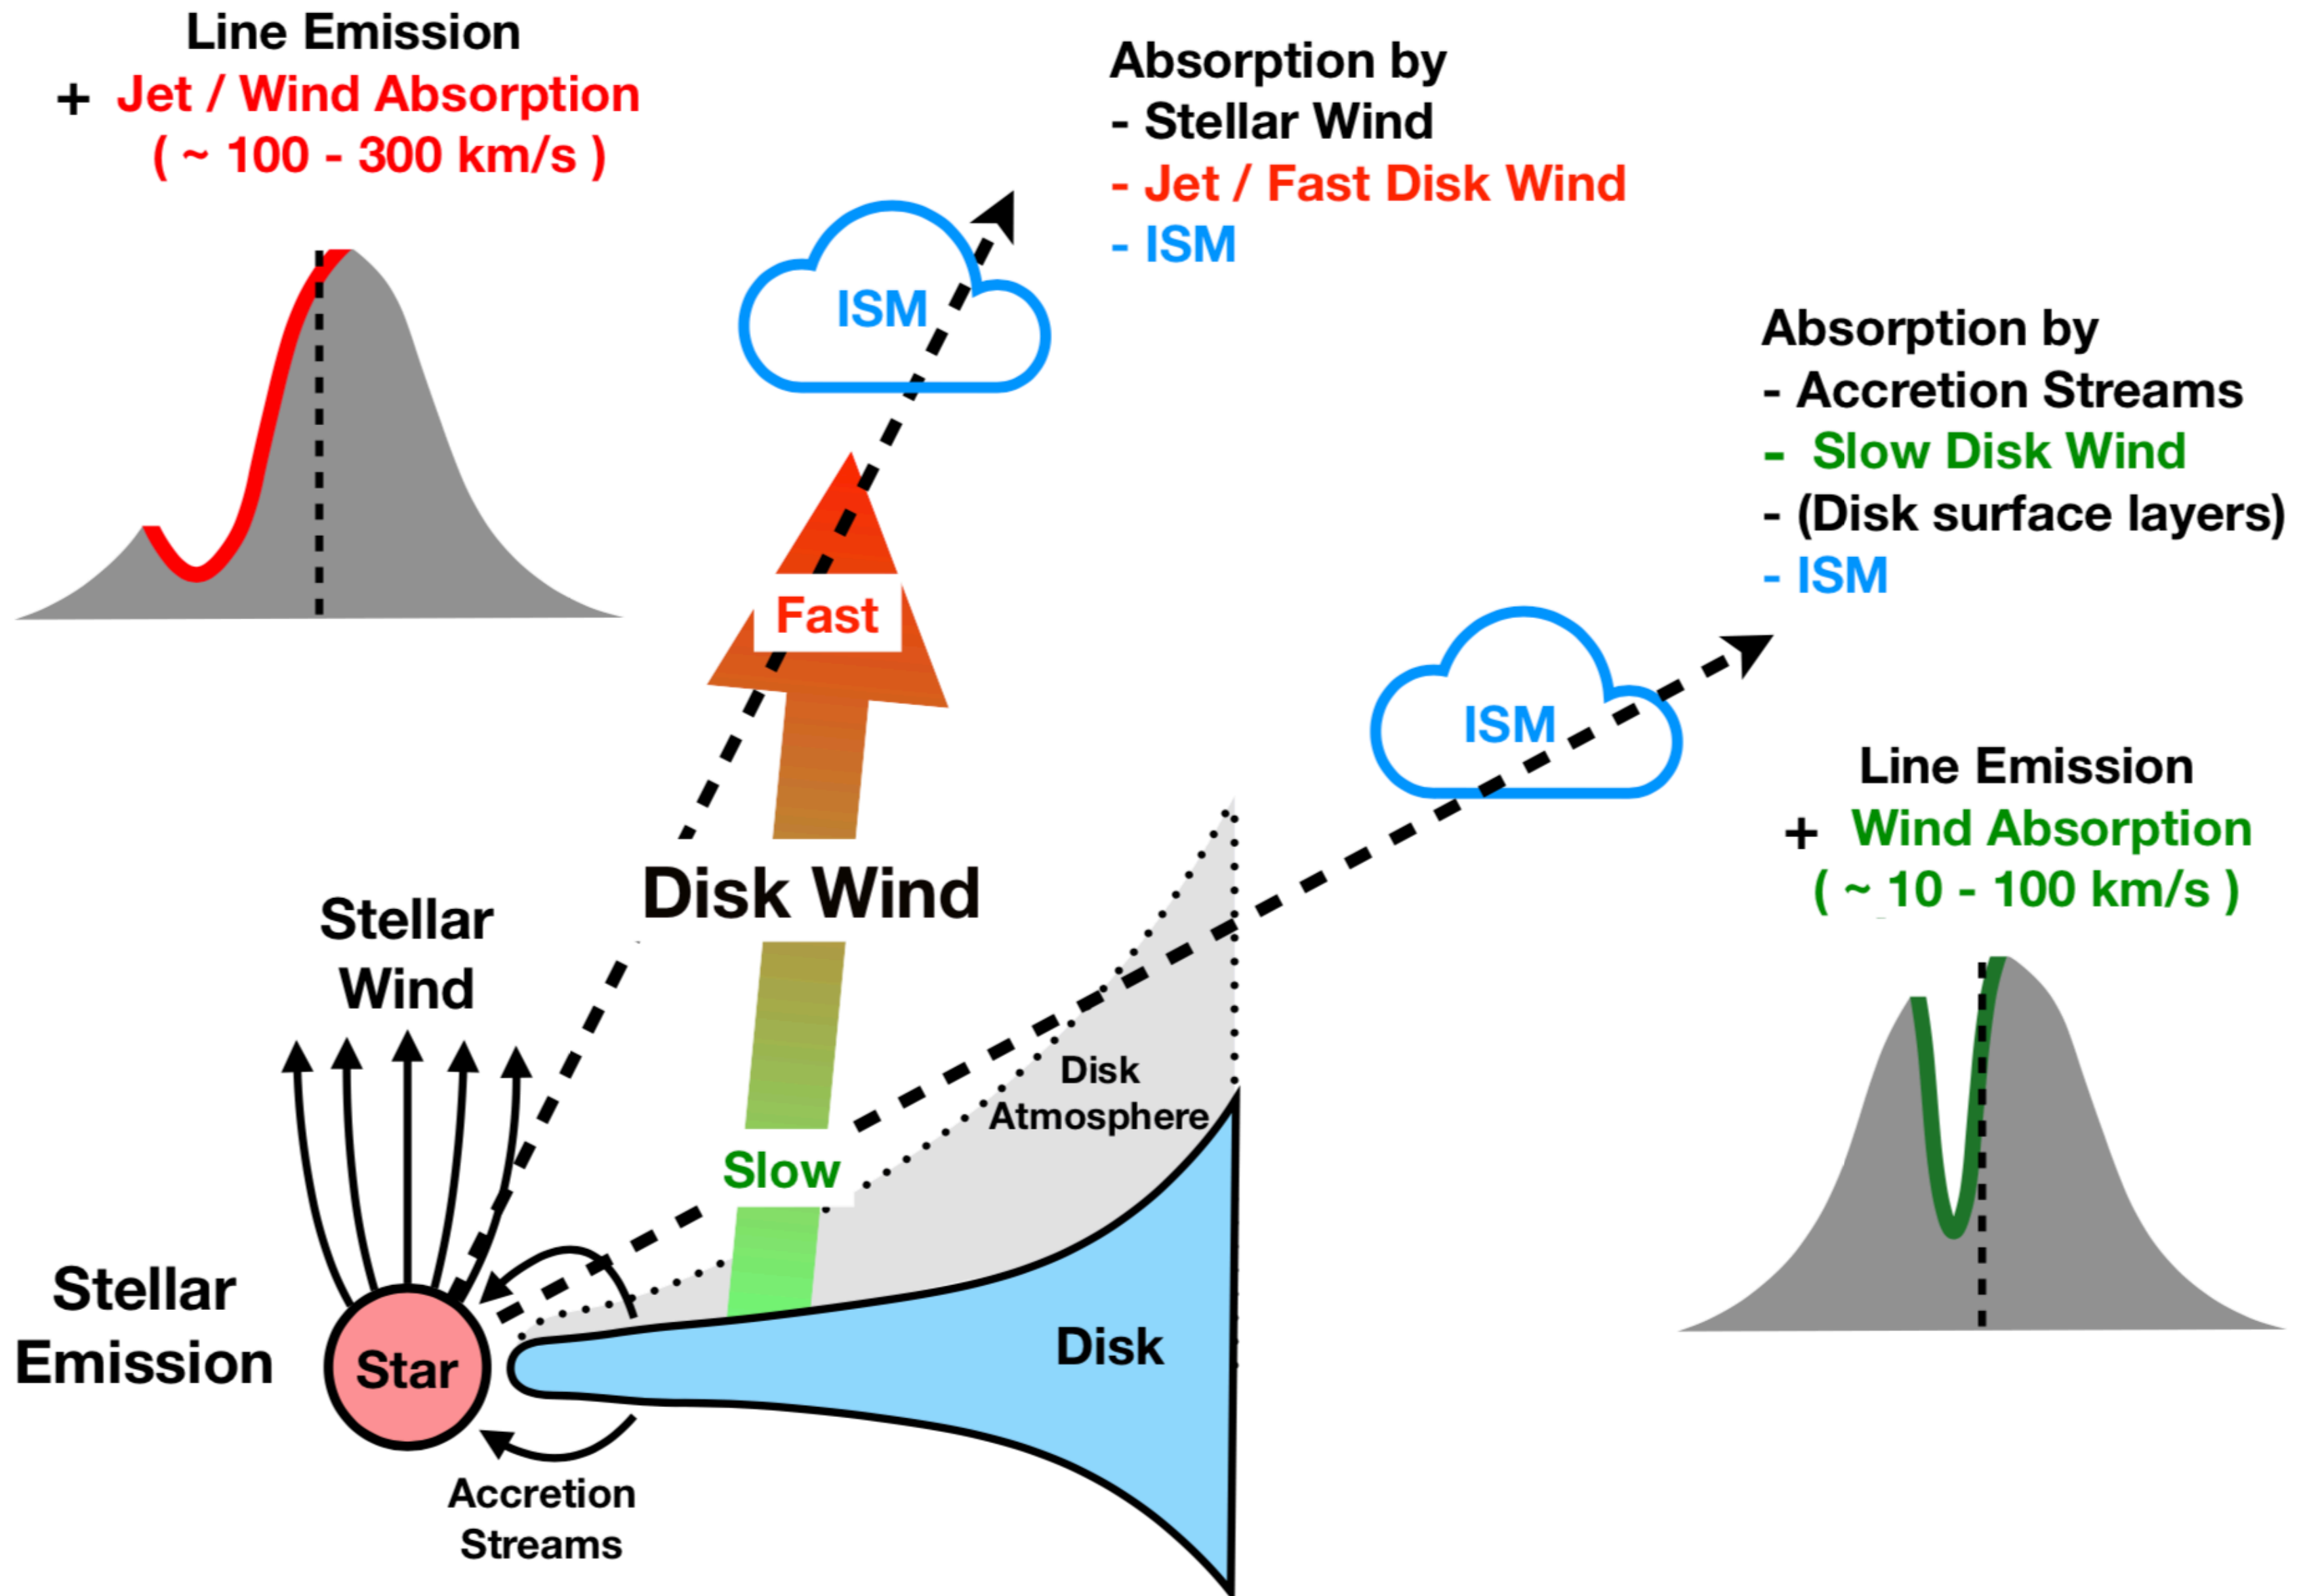 Line Emission
+ Jet / Wind Absorption
( ~ 100 - 300 km/s )
Absorption by
- Stellar Wind
- Jet / Fast Disk Wind
- ISM
ISM
Absorption by
- Accretion Streams
- Slow Disk Wind
- (Disk surface layers)
- ISM
Fast
ISM
Line Emission
+ Wind Absorption
( ~ 10 - 100 km/s )
Disk Wind
Stellar
Wind
Disk
Atmosphere
Slow
Stellar
Emission
Star
Disk
Accretion
Streams